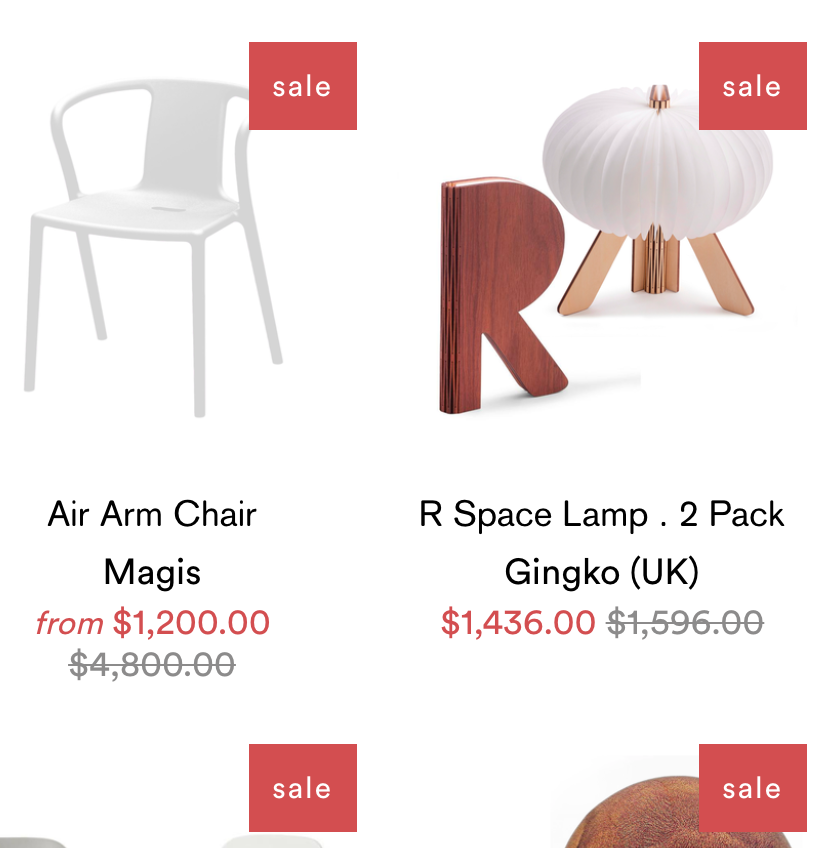 sale
sale
Air Arm Chair
Magis
from $1,200.00
$4,800.00
R Space Lamp . 2 Pack
Gingko (UK)
$1,436.00 $1,596.00
sale
sale